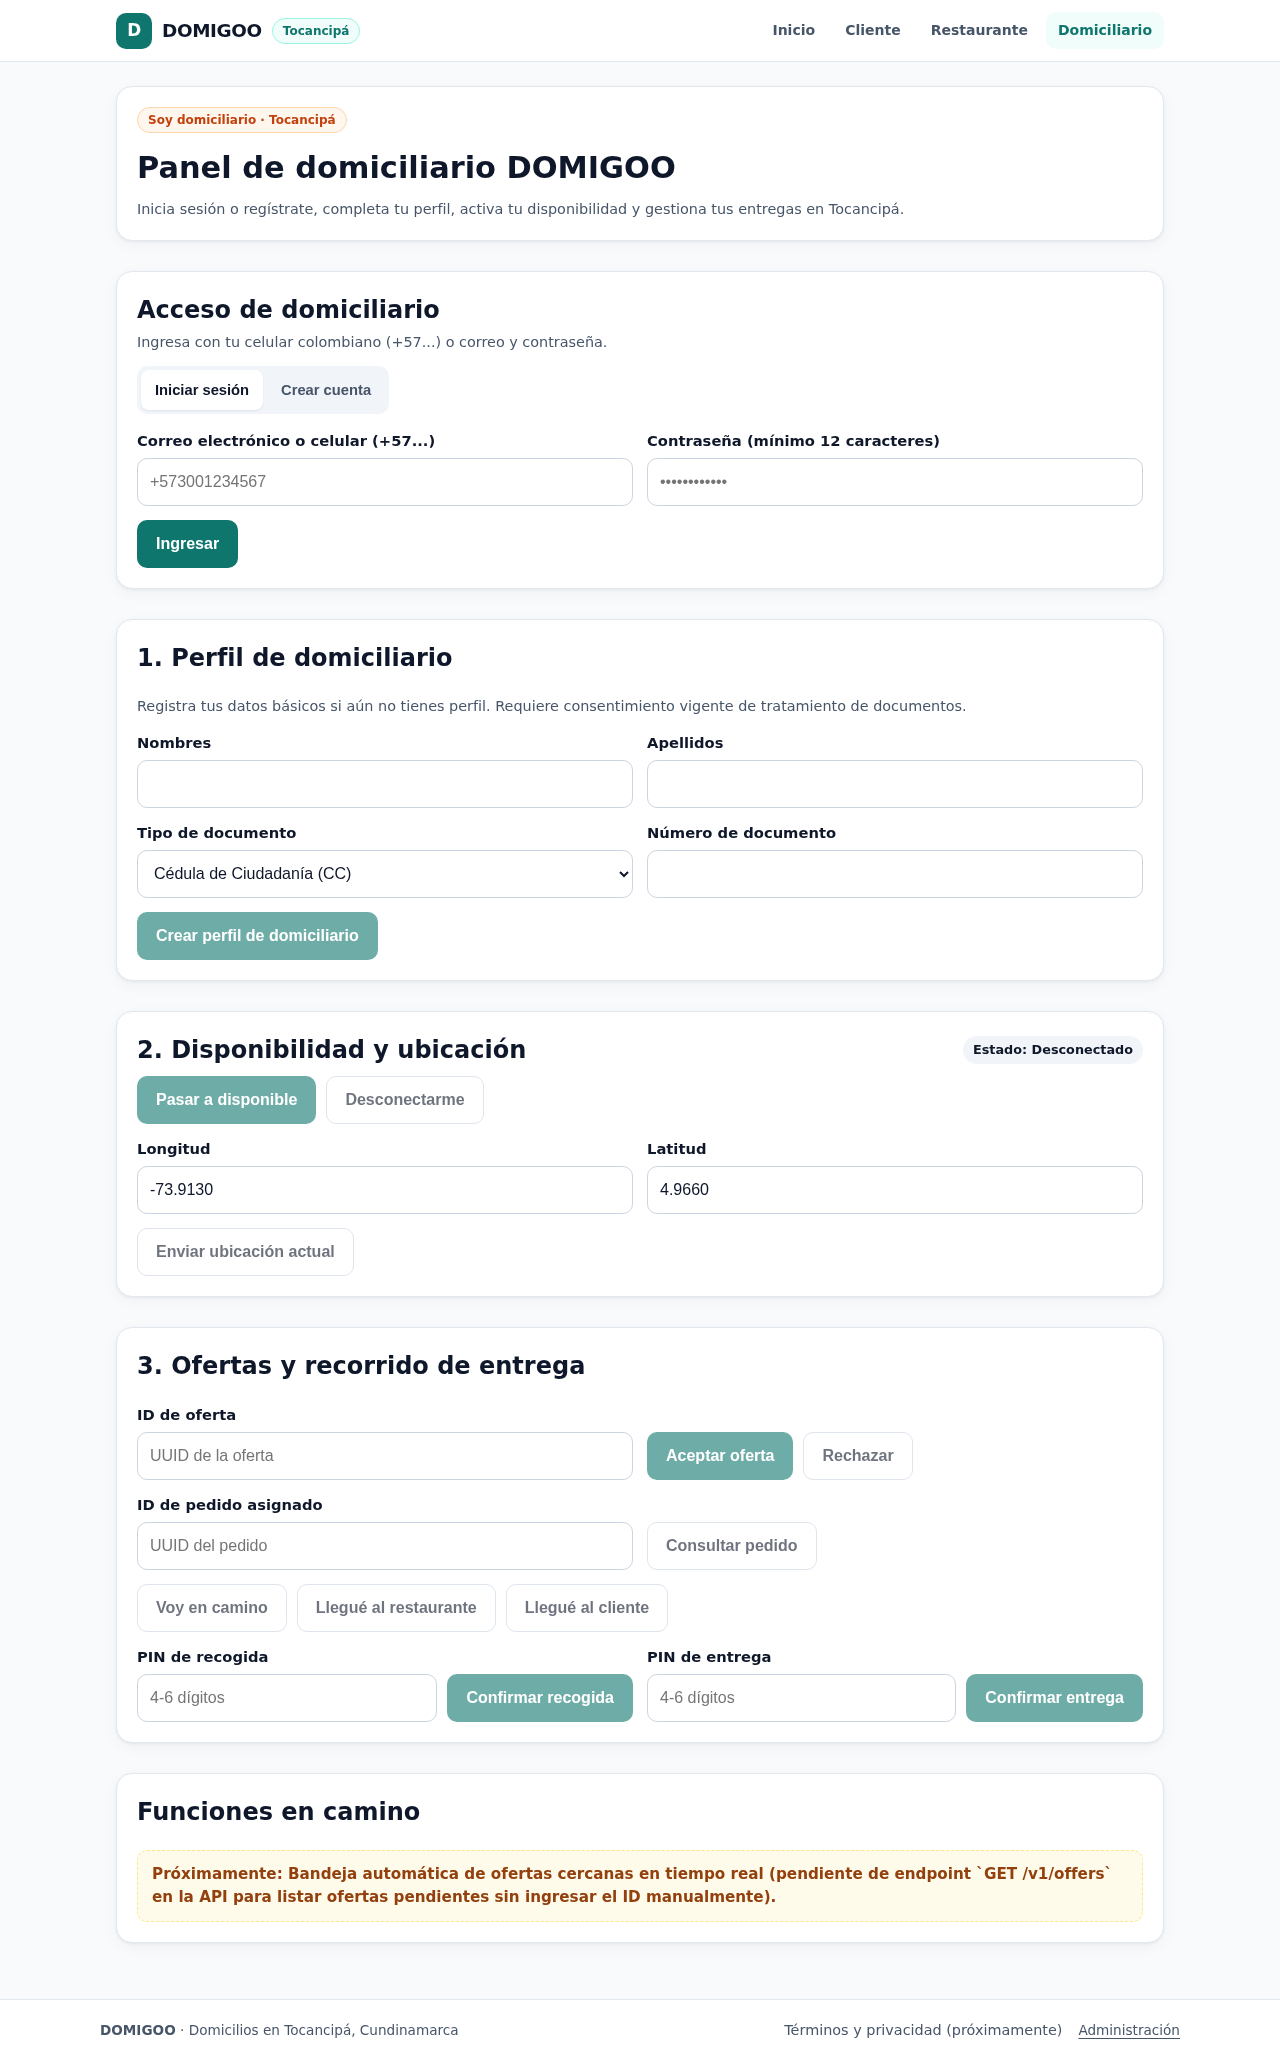 D DOMIGOO Tocancipá Inicio Cliente Restaurante Domiciliario
Soy domiciliario · Tocancipá
Panel de domiciliario DOMIGOO
Inicia sesión o regístrate, completa tu perfil, activa tu disponibilidad y gestiona tus entregas en Tocancipá.
Acceso de domiciliario
Ingresa con tu celular colombiano (+57...) o correo y contraseña.
Iniciar sesión Crear cuenta
Correo electrónico o celular (+57...) Contraseña (mínimo 12 caracteres)
+573001234567 ••••••••••••
Ingresar
1. Perfil de domiciliario
Registra tus datos básicos si aún no tienes perfil. Requiere consentimiento vigente de tratamiento de documentos.
Nombres Apellidos
Tipo de documento Número de documento
Cédula de Ciudadanía (CC)
Crear perfil de domiciliario
2. Disponibilidad y ubicación Estado: Desconectado
Pasar a disponible Desconectarme
Longitud Latitud
-73.9130 4.9660
Enviar ubicación actual
3. Ofertas y recorrido de entrega
ID de oferta
UUID de la oferta Aceptar oferta Rechazar
ID de pedido asignado
UUID del pedido Consultar pedido
Voy en camino Llegué al restaurante Llegué al cliente
PIN de recogida PIN de entrega
4-6 dígitos Confirmar recogida 4-6 dígitos Confirmar entrega
Funciones en camino
Próximamente: Bandeja automática de ofertas cercanas en tiempo real (pendiente de endpoint `GET /v1/offers`
en la API para listar ofertas pendientes sin ingresar el ID manualmente).
DOMIGOO · Domicilios en Tocancipá, Cundinamarca Términos y privacidad (próximamente) Administración